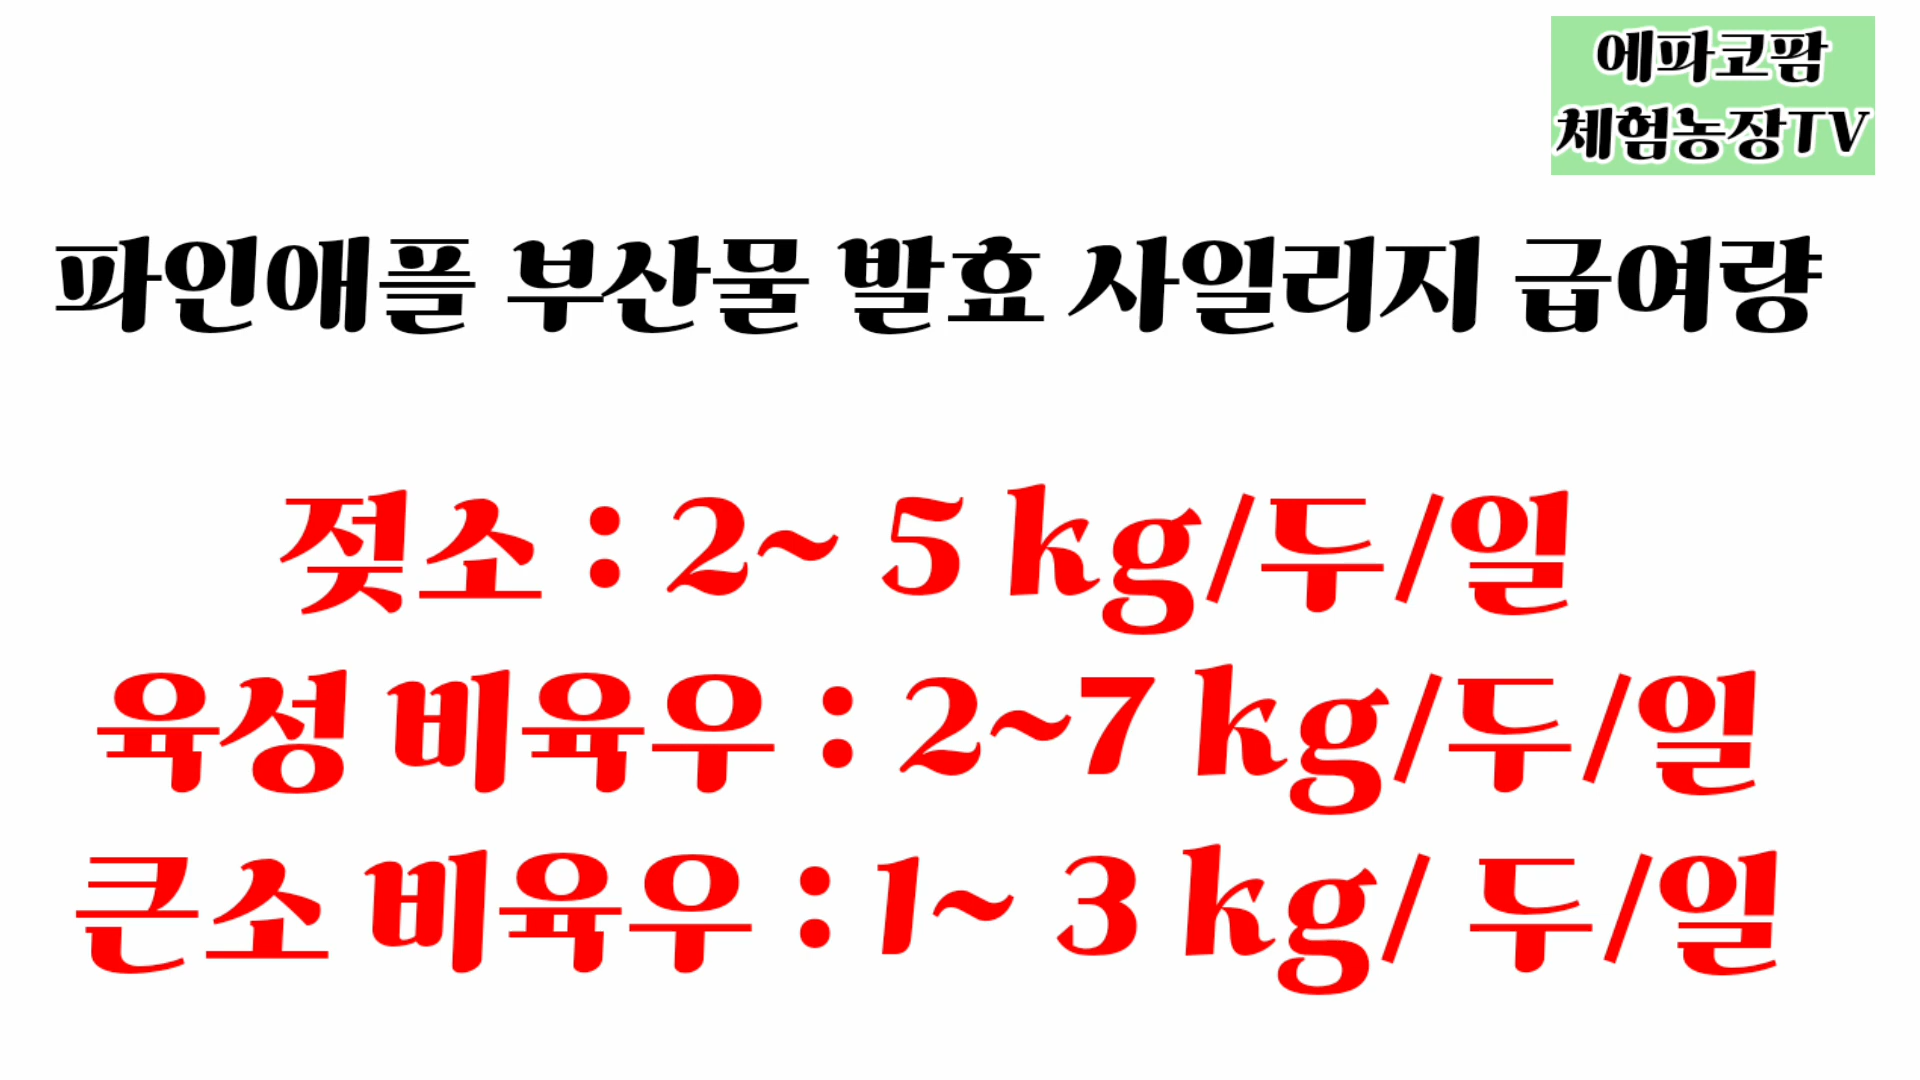 에파코팜
체험농장TV
파인애플 부산물 발효 사일리지 급여량
젖소 : 2~ 5 kg/두/일
육성 비육우 : 2~7 kg/두/일
큰소 비육우 : 1~ 3 kg/ 두/일